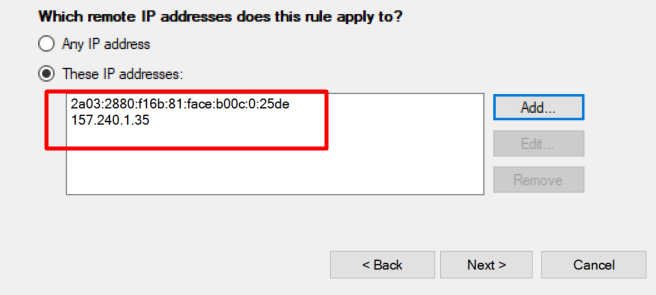 Which remote IP addresses does this rule apply to?
Any IP address
These IP addresses:
2a03:2880:f16b:81:face:b00c:0:25de
157.240.1.35
Add...
Edit...
Remove
< Back
Next >
Cancel